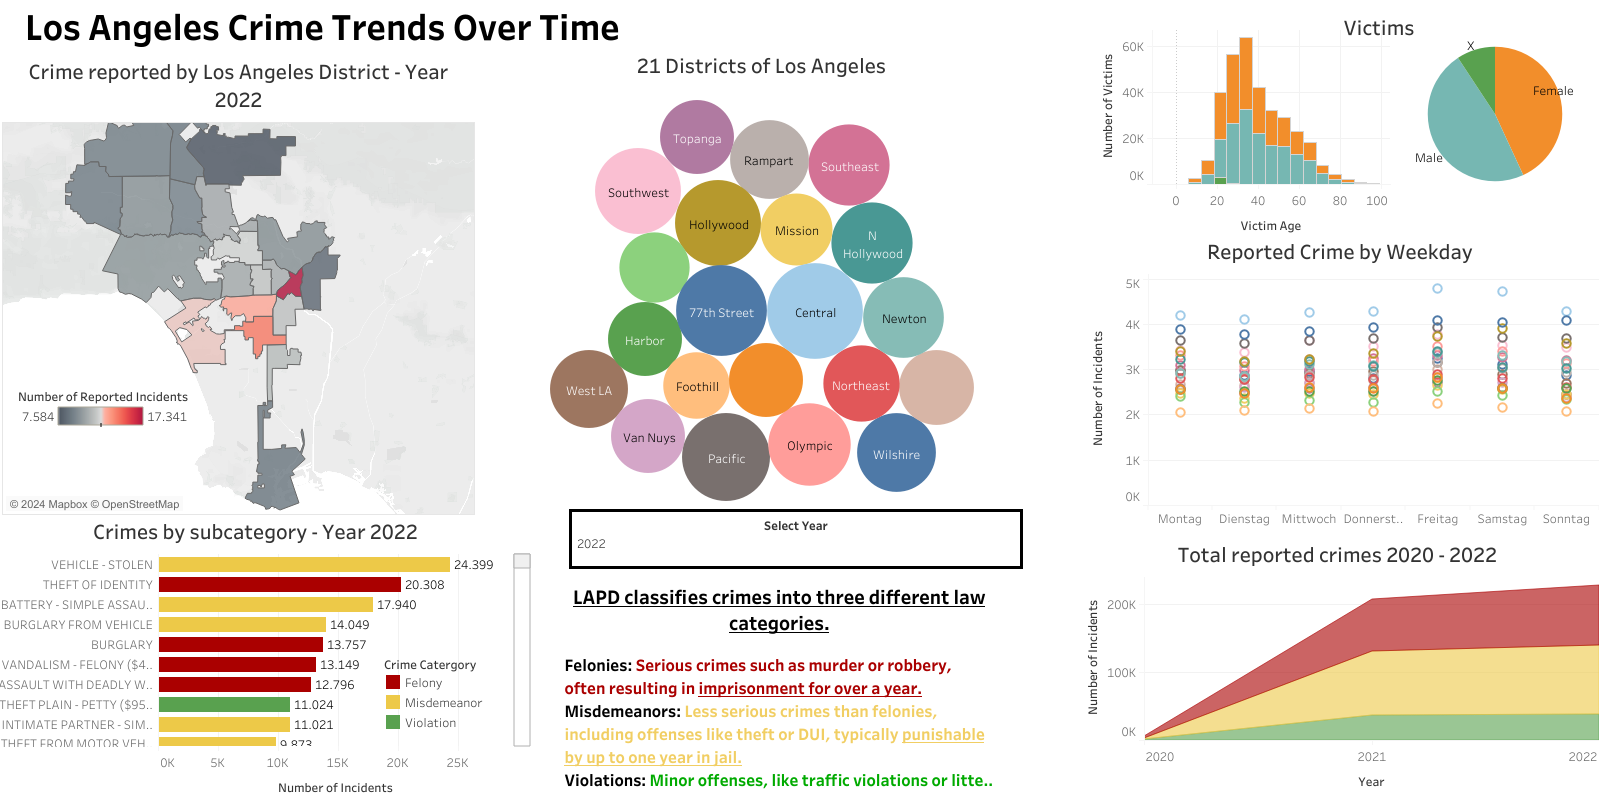 Los Angeles Crime Trends Over Time
Crime reported by Los Angeles District - Year
2022
Number of Reported Incidents
7.584
17.341
© 2024 Mapbox © OpenStreetMap
Crimes by subcategory - Year 2022
VEHICLE - STOLEN
24.399
THEFT OF IDENTITY
20.308
BATTERY - SIMPLE ASSAU..
17.940
BURGLARY FROM VEHICLE
14.049
BURGLARY
13.757
VANDALISM - FELONY ($4..
13.149
ASSAULT WITH DEADLY W..
12.796
THEFT PLAIN - PETTY ($95..
11.024
INTIMATE PARTNER - SIM..
11.021
THEFT FROM MOTOR VEH..
9.873
0K 5K 10K 15K 20K 25K
Number of Incidents
Crime Catergory
Felony
Misdemeanor
Violation
21 Districts of Los Angeles
Topanga
Rampart
Southeast
Southwest
Hollywood
Mission
N
Hollywood
77th Street
Central
Newton
Harbor
West LA
Foothill
Northeast
Van Nuys
Pacific
Olympic
Wilshire
Select Year
2022
LAPD classifies crimes into three different law
categories.
Felonies: Serious crimes such as murder or robbery,
often resulting in imprisonment for over a year.
Misdemeanors: Less serious crimes than felonies,
including offenses like theft or DUI, typically punishable
by up to one year in jail.
Violations: Minor offenses, like traffic violations or litte..
Victims
Number of Victims
60K
40K
20K
0K
0 20 40 60 80 100
Victim Age
X
Female
Male
Reported Crime by Weekday
Number of Incidents
5K
4K
3K
2K
1K
0K
Montag Dienstag Mittwoch Donnerst.. Freitag Samstag Sonntag
Total reported crimes 2020 - 2022
Number of Incidents
200K
100K
0K
2020 2021 2022
Year